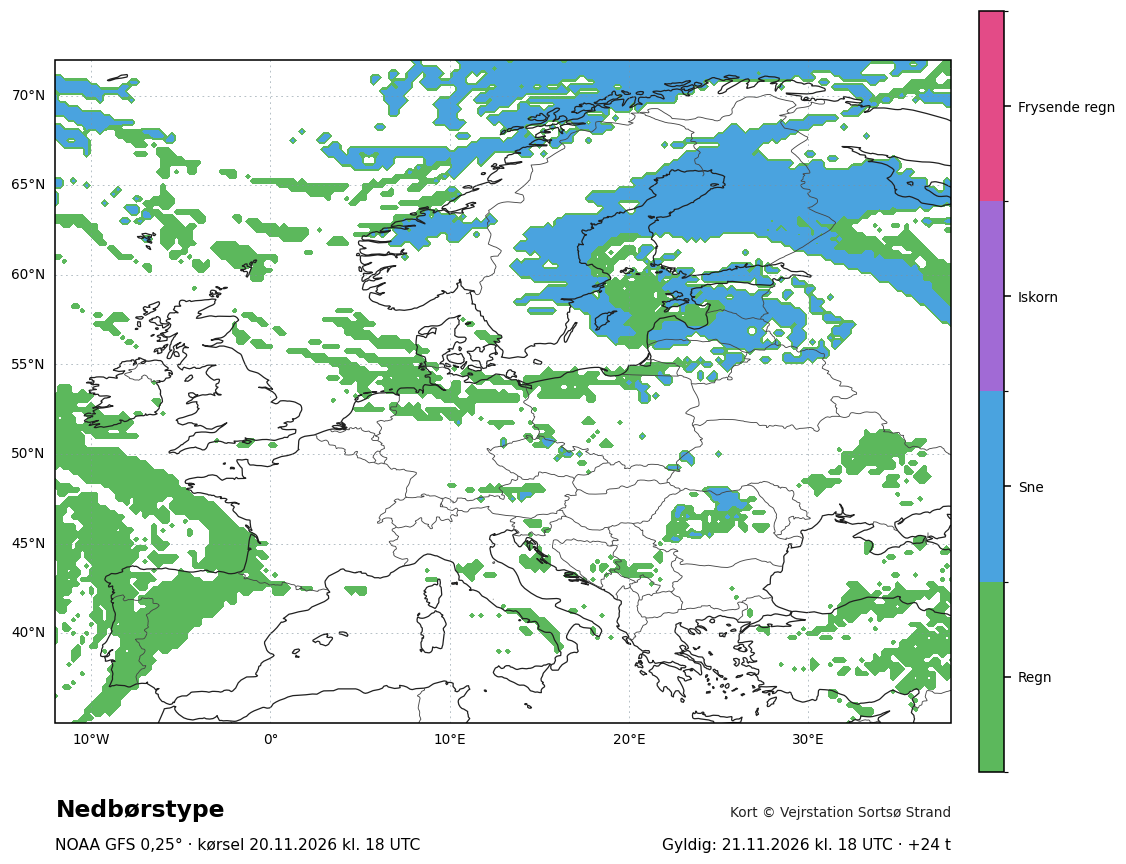 Frysende regn
Iskorn
Sne
Regn
70°N
65°N
60°N
55°N
50°N
45°N
40°N
10°W 0° 10°E 20°E 30°E
Nedbørstype
Kort © Vejrstation Sortsø Strand
NOAA GFS 0,25° · kørsel 20.11.2026 kl. 18 UTC
Gyldig: 21.11.2026 kl. 18 UTC · +24 t